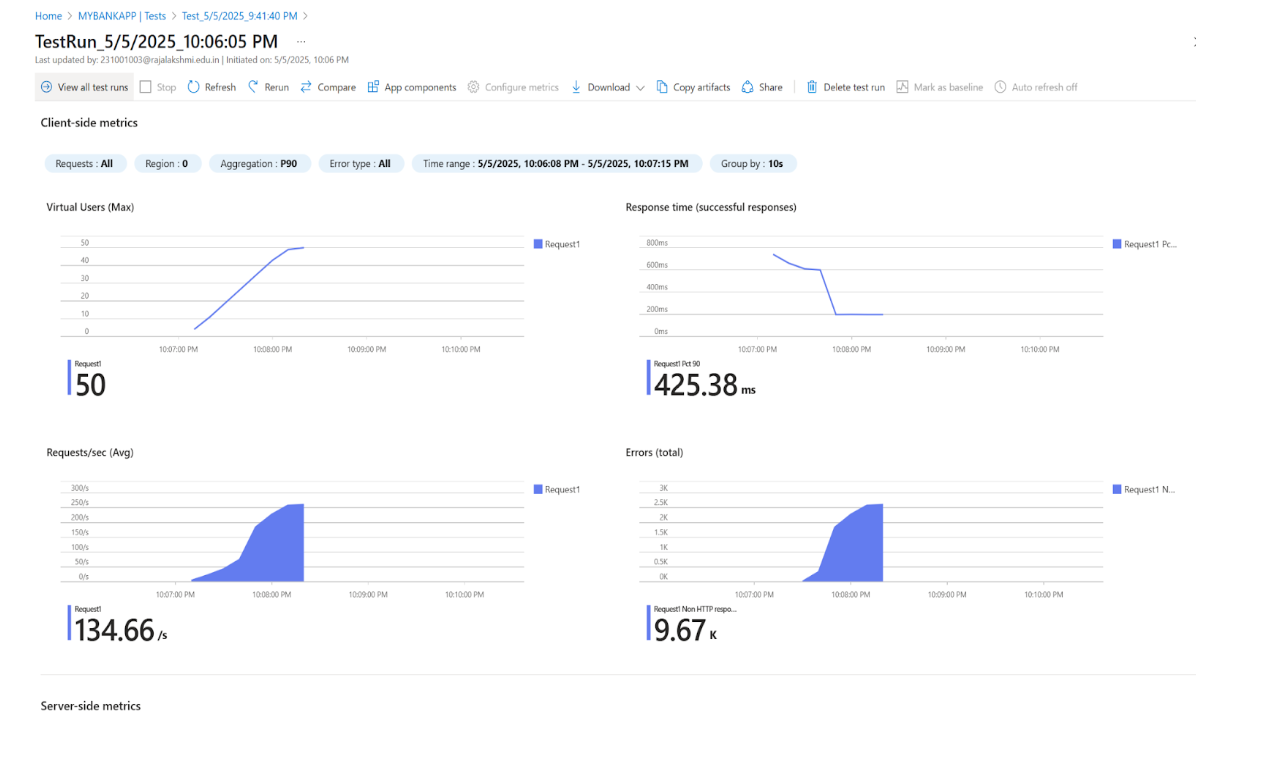 Home > MYBANKAPP | Tests > Test_5/5/2025_9:41:40 PM >
TestRun_5/5/2025_10:06:05 PM ...
Last updated by: 231001003@rajalakshmi.edu.in | Initiated on: 5/5/2025, 10:06 PM
View all test runs Stop Refresh Rerun Compare App components Configure metrics Download Copy artifacts Share Delete test run Mark as baseline Auto refresh off
Client-side metrics
Requests : All Region : 0 Aggregation : P90 Error type : All Time range : 5/5/2025, 10:06:08 PM - 5/5/2025, 10:07:15 PM Group by : 10s
Virtual Users (Max)
50
40
30
20
10
0
10:07:00 PM 10:08:00 PM 10:09:00 PM 10:10:00 PM
Request1
Request1
50
Response time (successful responses)
800ms
600ms
400ms
200ms
0ms
10:07:00 PM 10:08:00 PM 10:09:00 PM 10:10:00 PM
Request1 Pc...
Request1 Pct 90
425.38 ms
Requests/sec (Avg)
300/s
250/s
200/s
150/s
100/s
50/s
0/s
10:07:00 PM 10:08:00 PM 10:09:00 PM 10:10:00 PM
Request1
Request1
134.66 /s
Errors (total)
3K
2.5K
2K
1.5K
1K
0.5K
0K
10:07:00 PM 10:08:00 PM 10:09:00 PM 10:10:00 PM
Request1 N...
Request1 Non HTTP respo...
9.67 K
Server-side metrics